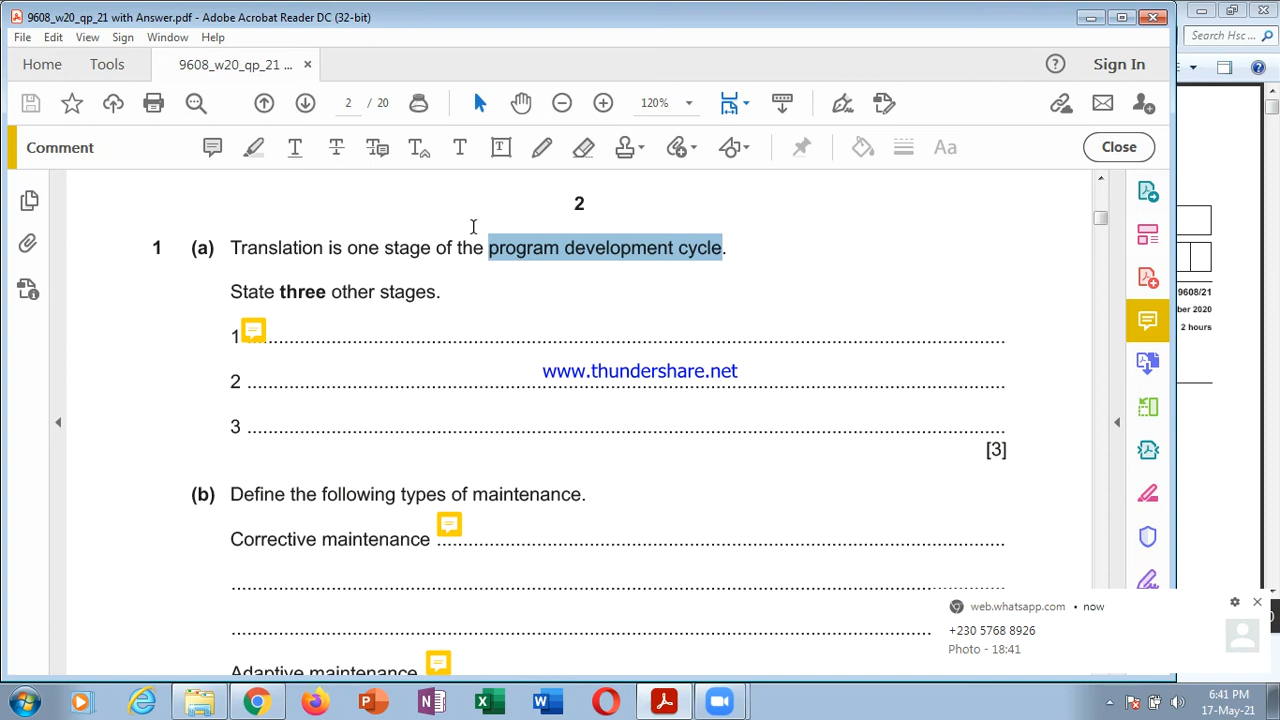 9608_w20_qp_21 with Answer.pdf - Adobe Acrobat Reader DC (32-bit)
File Edit View Sign Window Help
Search Hsc ...
Home Tools 9608_w20_qp_21 ... × Sign In
2 / 20 120%
Comment Close
2
1 (a) Translation is one stage of the program development cycle.
State three other stages.
1
www.thundershare.net
2
3
[3]
(b) Define the following types of maintenance.
Corrective maintenance
Adaptive maintenance
9608/21
ber 2020
2 hours
web.whatsapp.com • now
+230 5768 8926
Photo - 18:41
6:41 PM
17-May-21